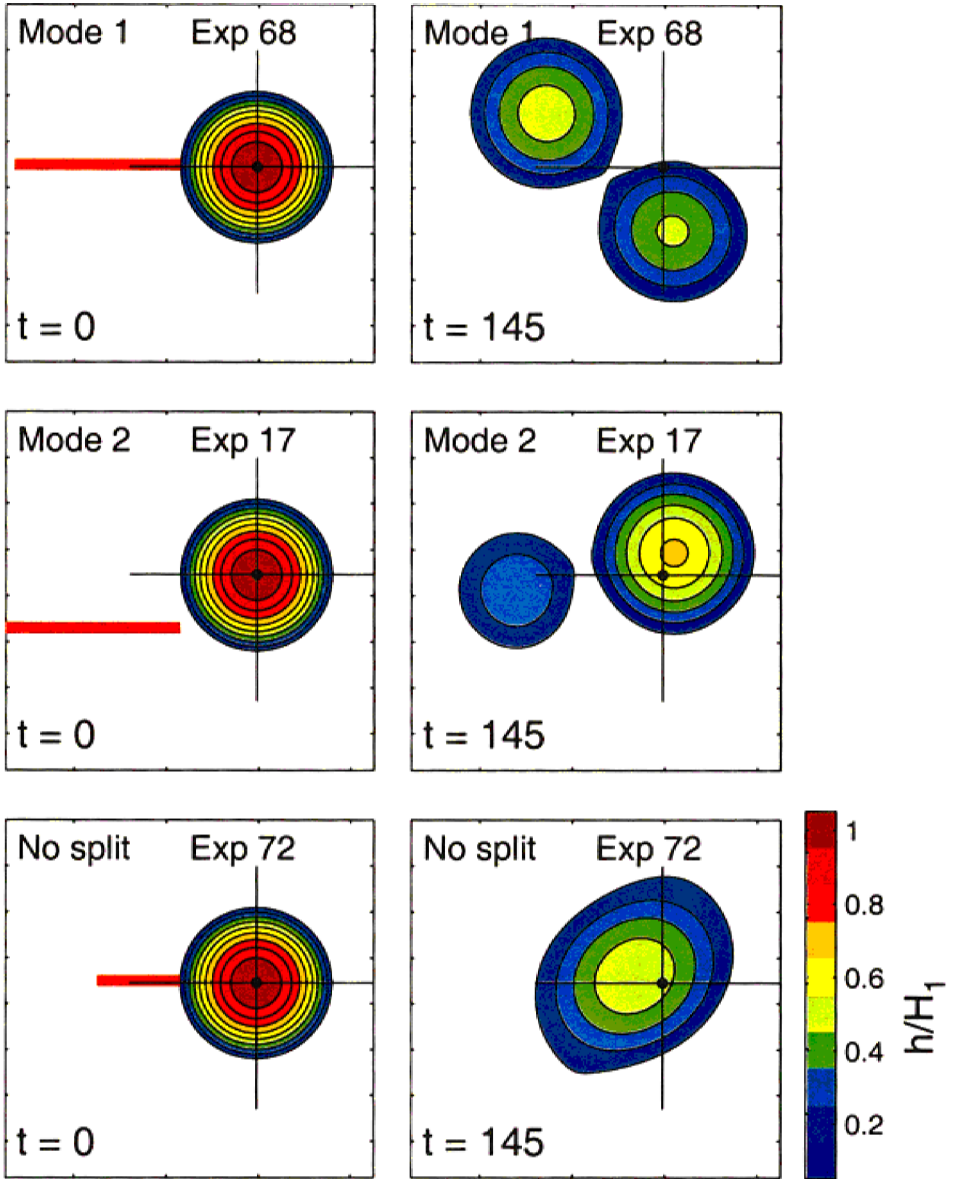 Mode 1 Exp 68
t = 0
Mode 1 Exp 68
t = 145
Mode 2 Exp 17
t = 0
Mode 2 Exp 17
t = 145
No split Exp 72
t = 0
No split Exp 72
t = 145
1
0.8
0.6
0.4
0.2
h/H₁